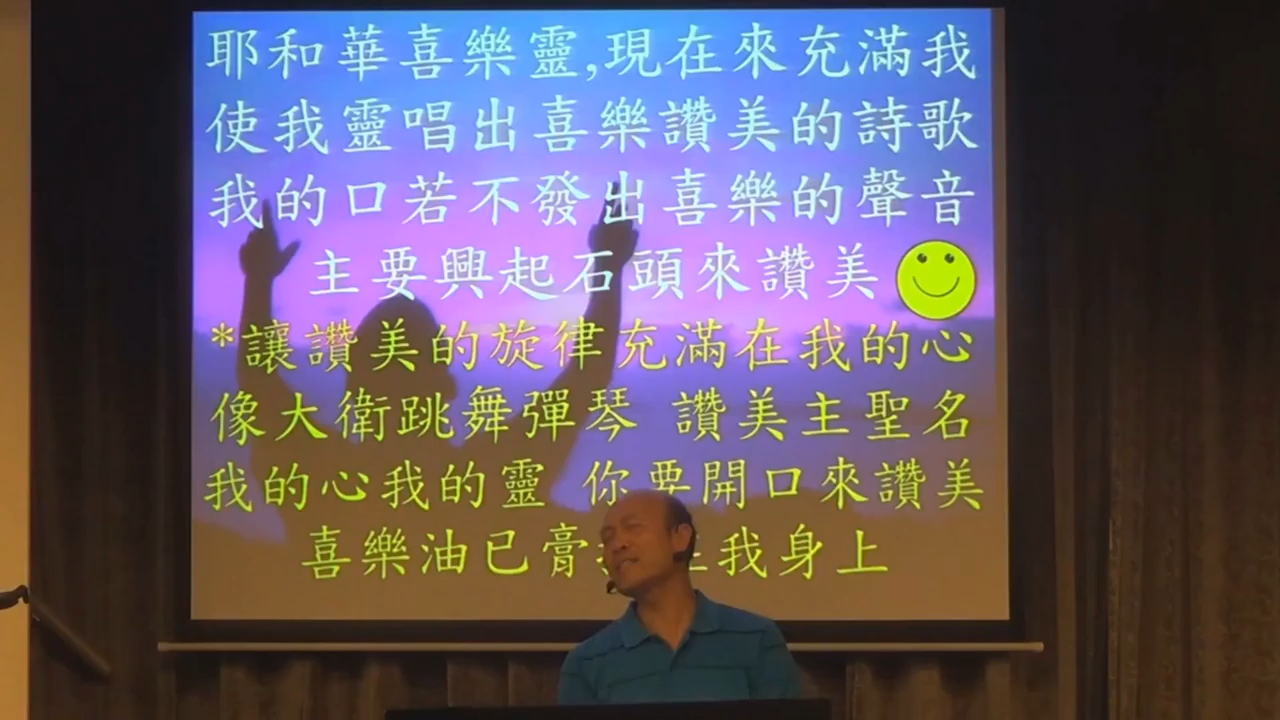 耶和華喜樂靈,現在來充滿我
使我靈唱出喜樂讚美的詩歌
我的口若不發出喜樂的聲音
主要興起石頭來讚美
*讓讚美的旋律充滿在我的心
像大衛跳舞彈琴 讚美主聖名
我的心我的靈 你要開口來讚美
喜樂油已膏 我身上